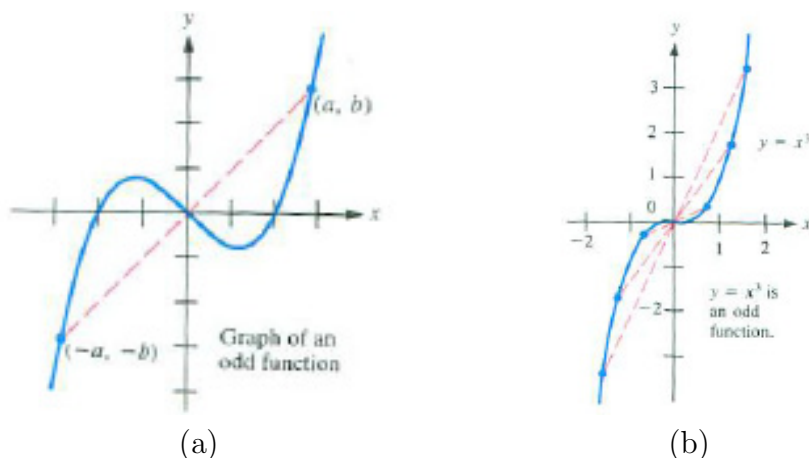 y
(a, b)
x
(−a, −b)
Graph of an
odd function
(a)
y
3
2
1
0
−2
1
2
x
−2
y = x³
y = x³ is
an odd
function.
(b)